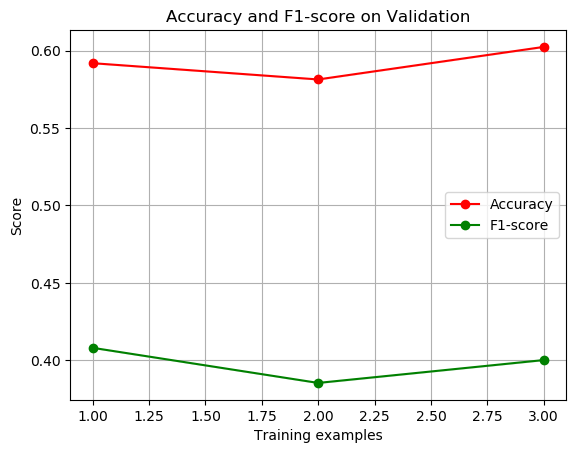 Accuracy and F1-score on Validation
0.60
0.55
0.50
0.45
0.40
Score
Accuracy
F1-score
1.00 1.25 1.50 1.75 2.00 2.25 2.50 2.75 3.00
Training examples